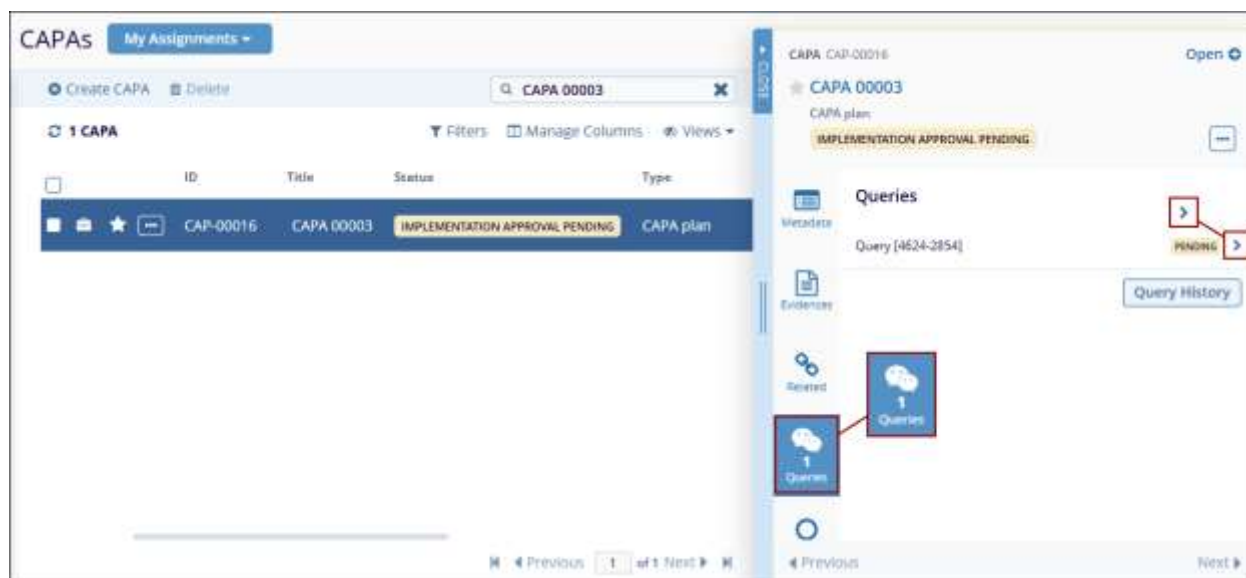 CAPAs My Assignments
Create CAPA Delete
CAPA 00003
1 CAPA Filters Manage Columns Views
ID Title Status Type
CAP-00016 CAPA 00003 IMPLEMENTATION APPROVAL PENDING CAPA plan
Previous 1 of 1 Next
CLOSE
CAPA CAP-00016 Open
CAPA 00003
CAPA plan
IMPLEMENTATION APPROVAL PENDING
Metadata
Queries
Query [4624-2854] PENDING
Evidences
Query History
Related
1
Queries
1
Queries
Previous Next